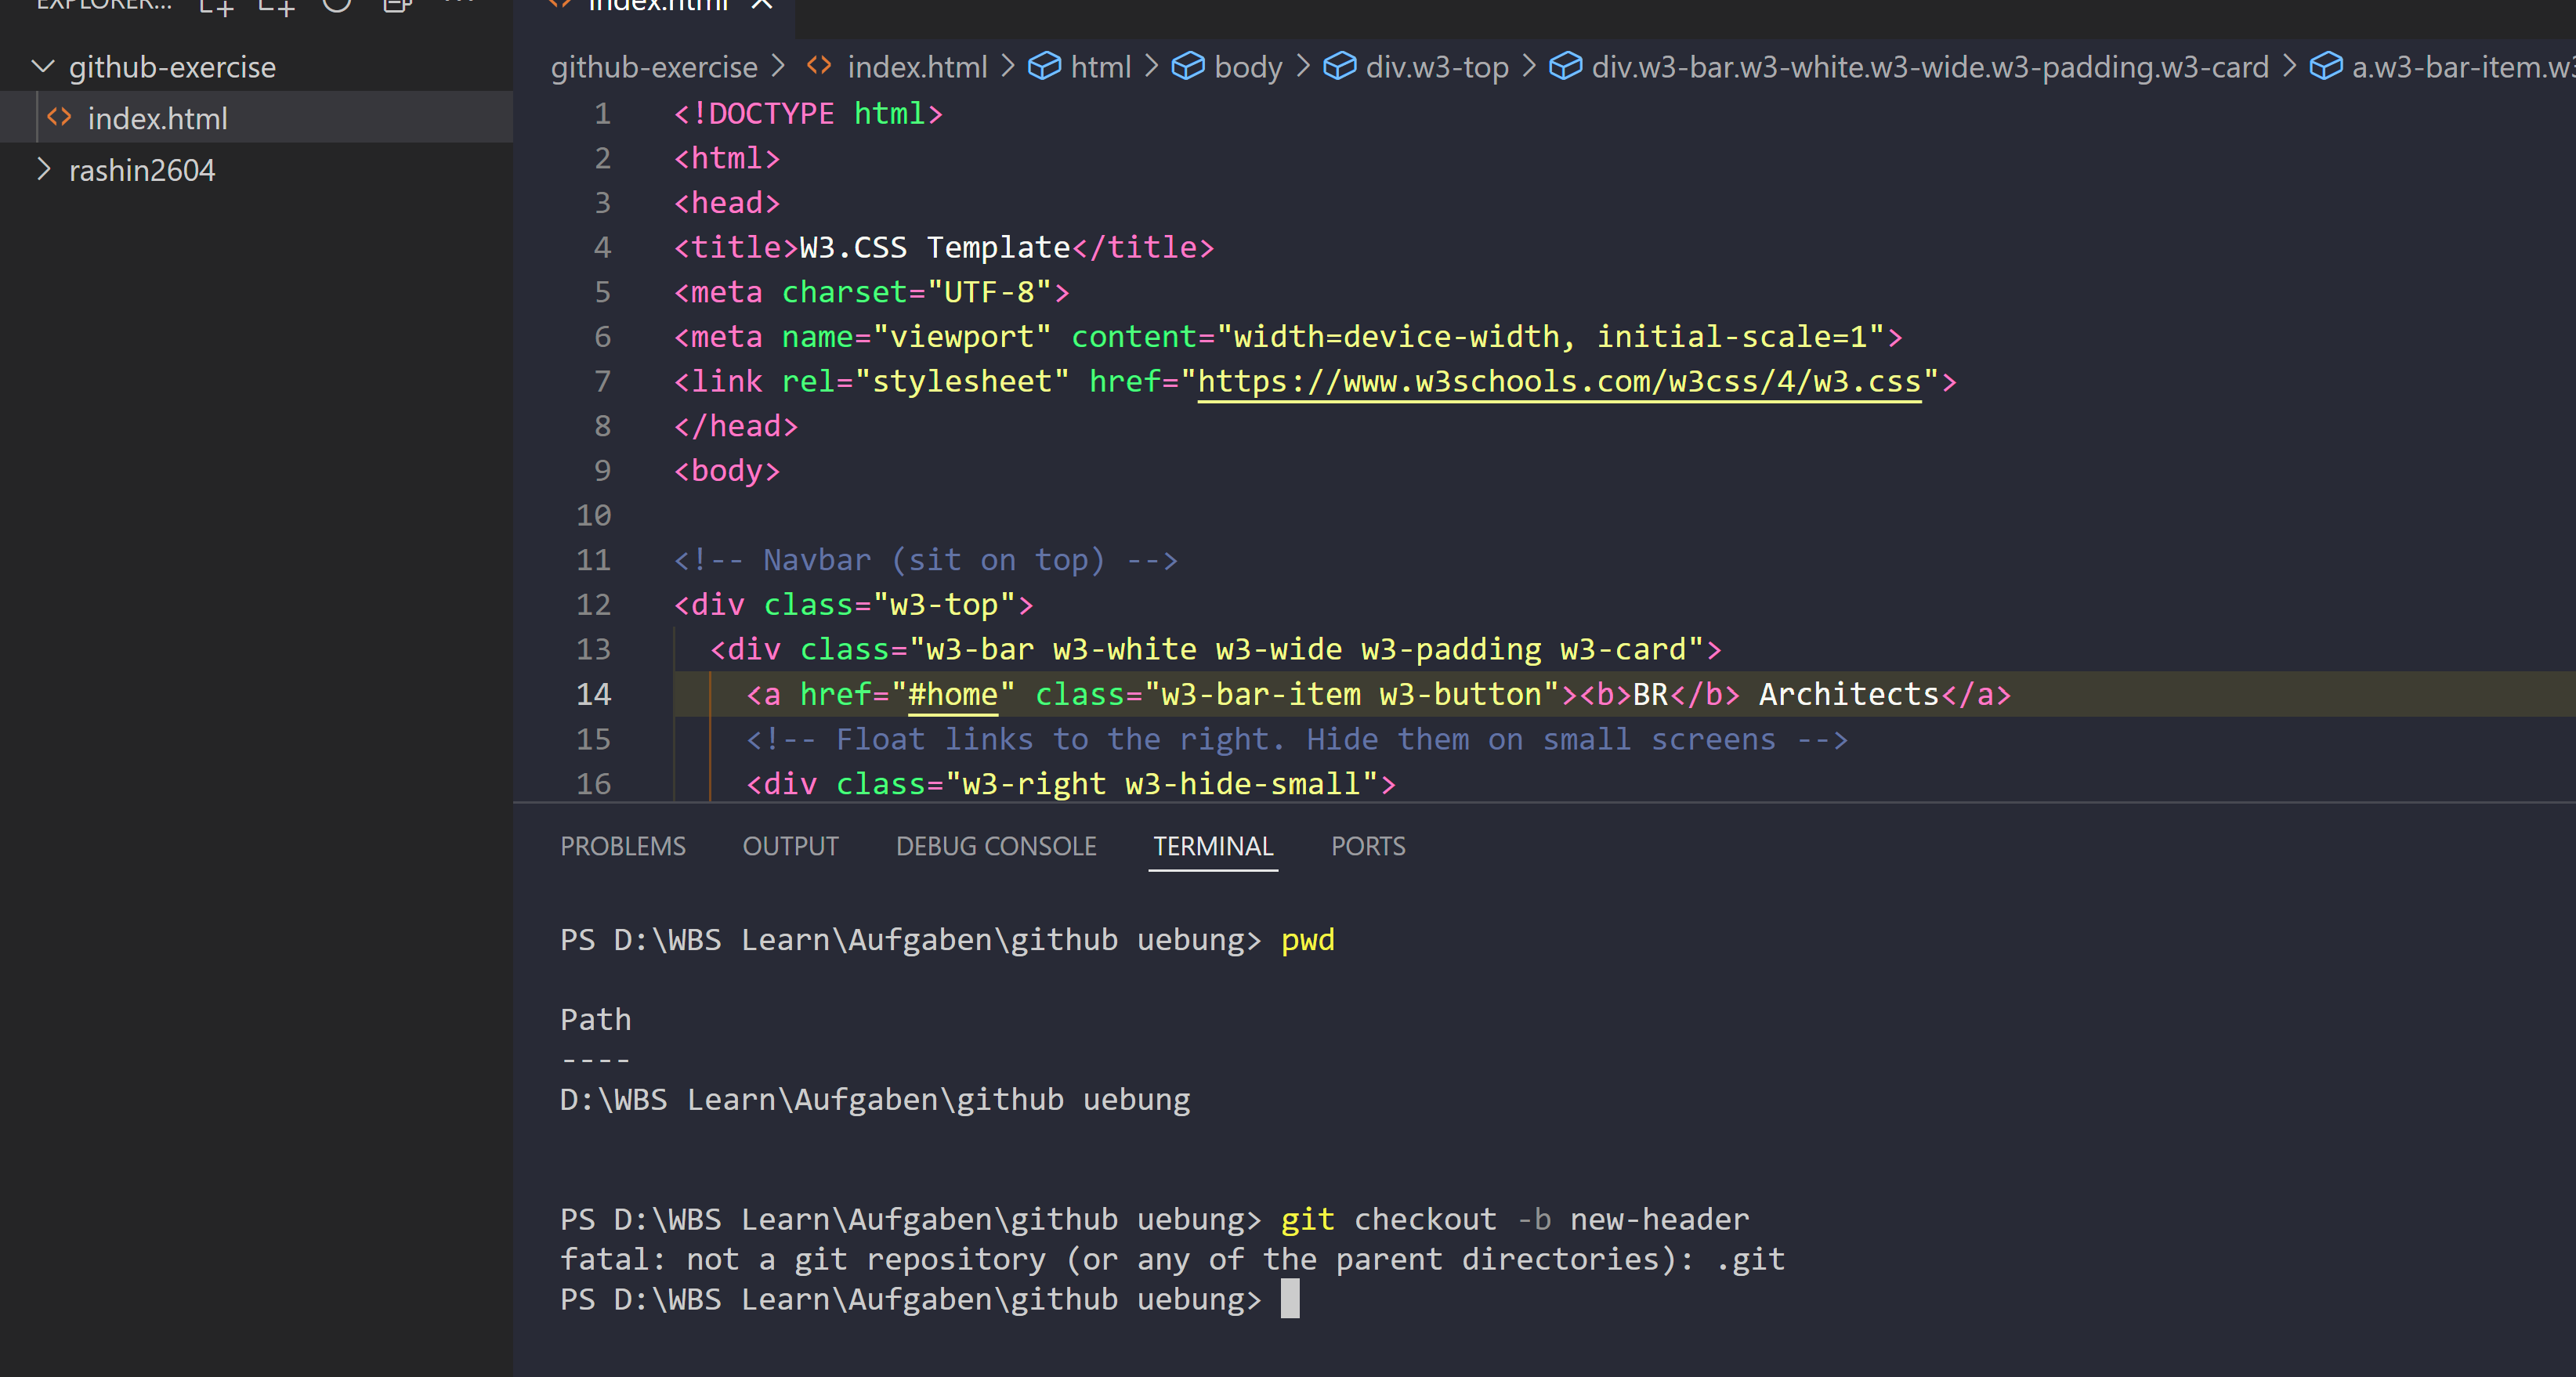 EXPLORER...
index.html
github-exercise
index.html
rashin2604
github-exercise > index.html > html > body > div.w3-top > div.w3-bar.w3-white.w3-wide.w3-padding.w3-card > a.w3-bar-item.w3
1 <!DOCTYPE html>
2 <html>
3 <head>
4 <title>W3.CSS Template</title>
5 <meta charset="UTF-8">
6 <meta name="viewport" content="width=device-width, initial-scale=1">
7 <link rel="stylesheet" href="https://www.w3schools.com/w3css/4/w3.css">
8 </head>
9 <body>
10
11 <!-- Navbar (sit on top) -->
12 <div class="w3-top">
13 <div class="w3-bar w3-white w3-wide w3-padding w3-card">
14 <a href="#home" class="w3-bar-item w3-button"><b>BR</b> Architects</a>
15 <!-- Float links to the right. Hide them on small screens -->
16 <div class="w3-right w3-hide-small">
PROBLEMS OUTPUT DEBUG CONSOLE TERMINAL PORTS
PS D:\WBS Learn\Aufgaben\github uebung> pwd
Path
----
D:\WBS Learn\Aufgaben\github uebung
PS D:\WBS Learn\Aufgaben\github uebung> git checkout -b new-header
fatal: not a git repository (or any of the parent directories): .git
PS D:\WBS Learn\Aufgaben\github uebung>